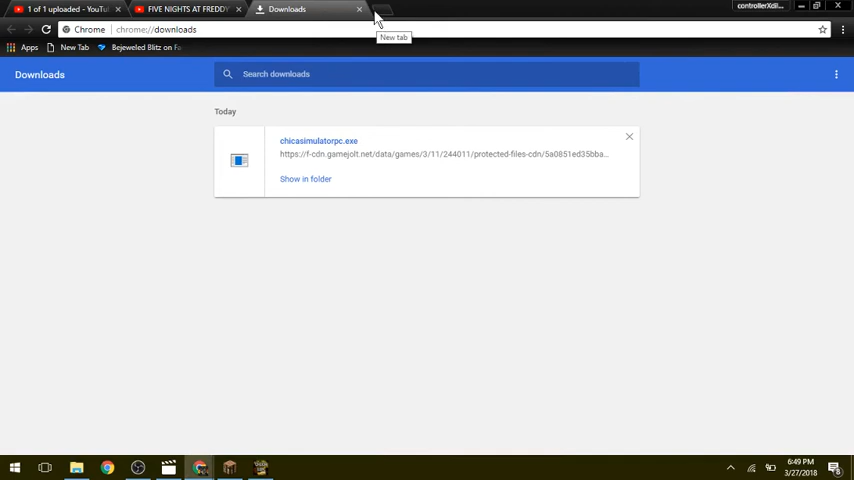 1 of 1 uploaded - YouTu
FIVE NIGHTS AT FREDDY
Downloads
New tab
Chrome
chrome://downloads
Apps
New Tab
Bejeweled Blitz on Fa
Downloads
Search downloads
Today
chicasimulatorpc.exe
https://f-cdn.gamejolt.net/data/games/3/11/244011/protected-files-cdn/5a0851ed35bba...
Show in folder
6:49 PM
3/27/2018
8